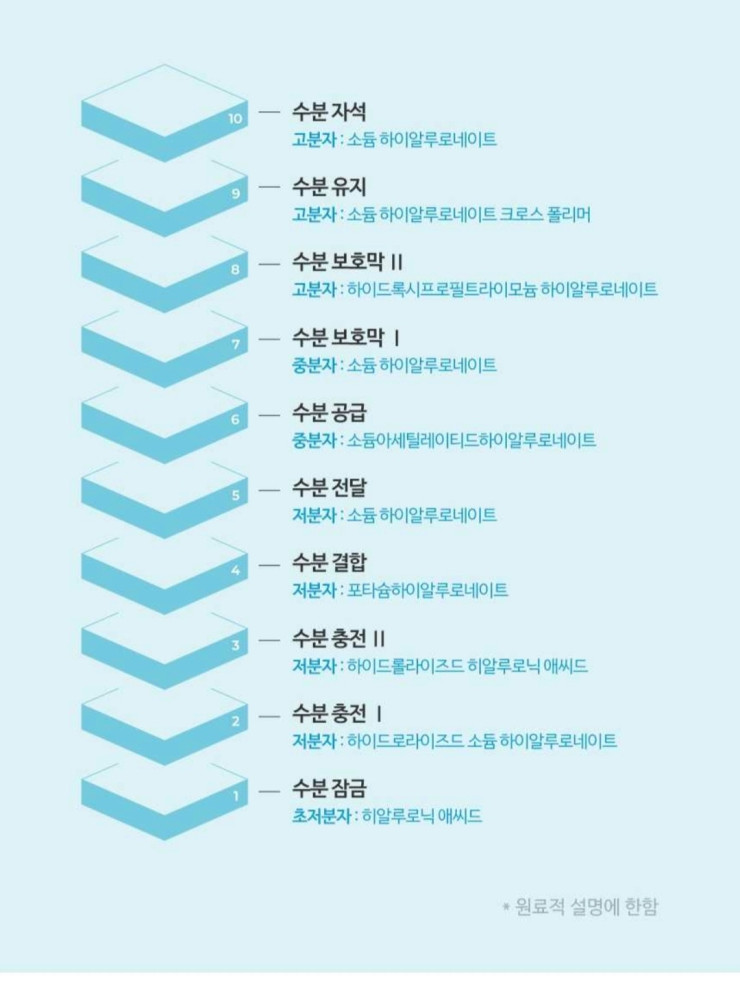 10
수분 자석
고분자 : 소듐 하이알루로네이트
9
수분 유지
고분자 : 소듐 하이알루로네이트 크로스 폴리머
8
수분 보호막 II
고분자 : 하이드록시프로필트라이모늄 하이알루로네이트
7
수분 보호막 I
중분자 : 소듐 하이알루로네이트
6
수분 공급
중분자 : 소듐아세틸레이티드하이알루로네이트
5
수분 전달
저분자 : 소듐 하이알루로네이트
4
수분 결합
저분자 : 포타슘하이알루로네이트
3
수분 충전 II
저분자 : 하이드롤라이즈드 히알루로닉 애씨드
2
수분 충전 I
저분자 : 하이드로라이즈드 소듐 하이알루로네이트
1
수분 잠금
초저분자 : 히알루로닉 애씨드
* 원료적 설명에 한함